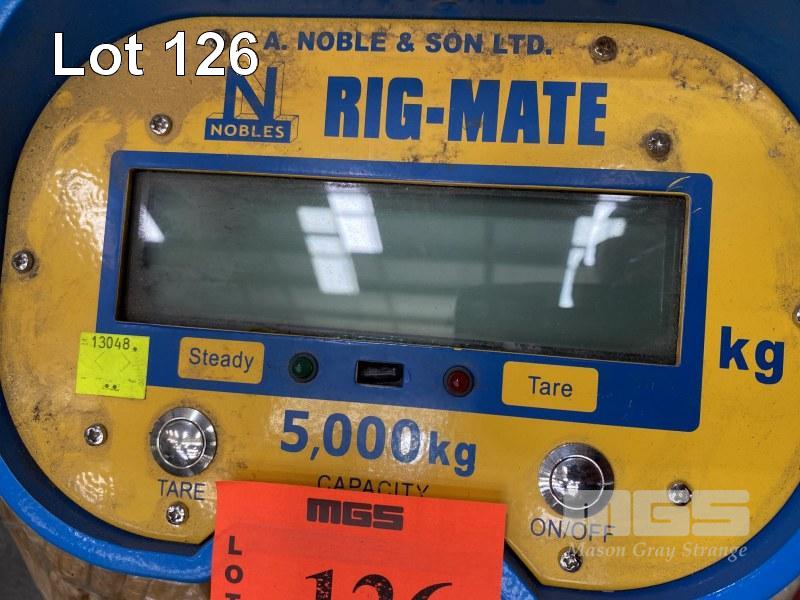 Lot 126
A. NOBLE & SON LTD.
N
NOBLES
RIG-MATE
kg
13048
Steady
Tare
5,000kg
TARE
CAPACITY
ON/OFF
MGS
LOT
126
MGS
Mason Gray Strange